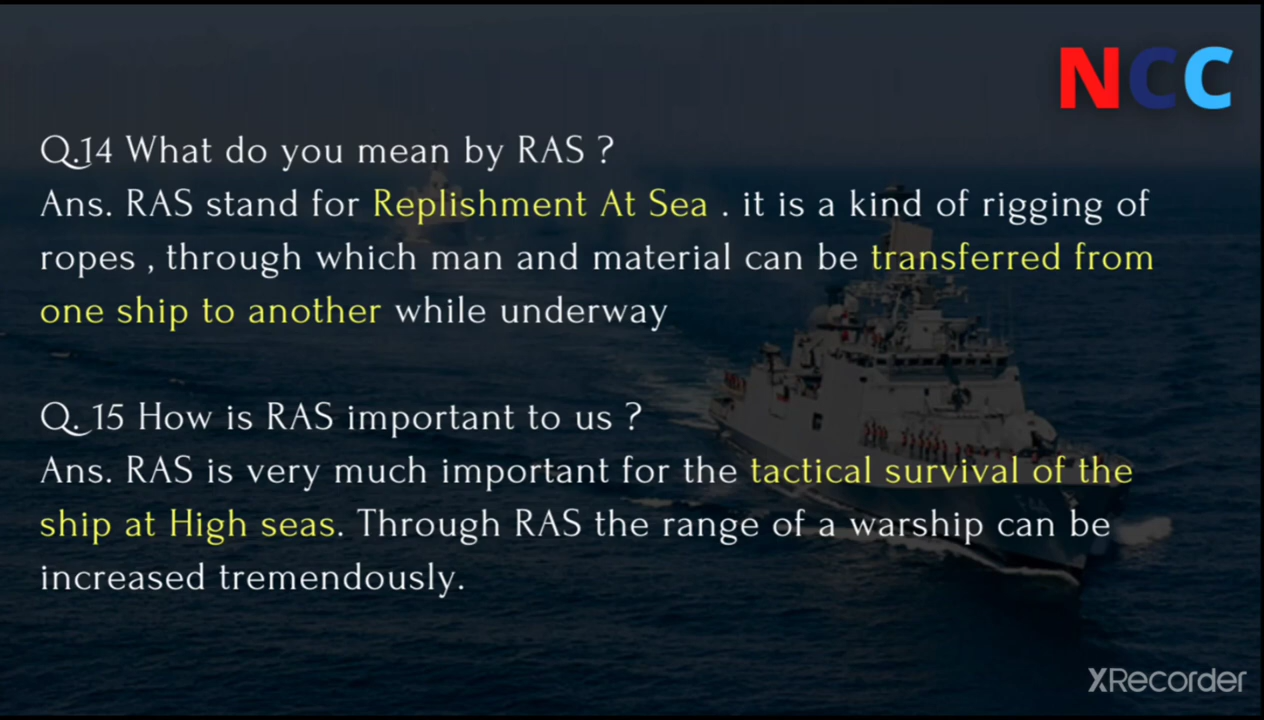 NCC
Q.14 What do you mean by RAS ?
Ans. RAS stand for Replishment At Sea . it is a kind of rigging of
ropes , through which man and material can be transferred from
one ship to another while underway
Q. 15 How is RAS important to us ?
Ans. RAS is very much important for the tactical survival of the
ship at High seas. Through RAS the range of a warship can be
increased tremendously.
XRecorder